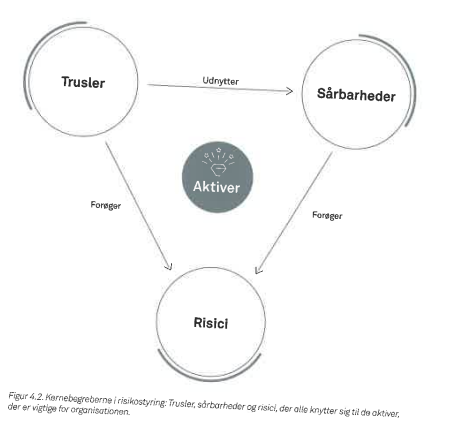 Trusler
Udnytter
Sårbarheder
Aktiver
Forøger
Forøger
Risici
Figur 4.2. Kernebegreberne i risikostyring: Trusler, sårbarheder og risici, der alle knytter sig til de aktiver,
der er vigtige for organisationen.